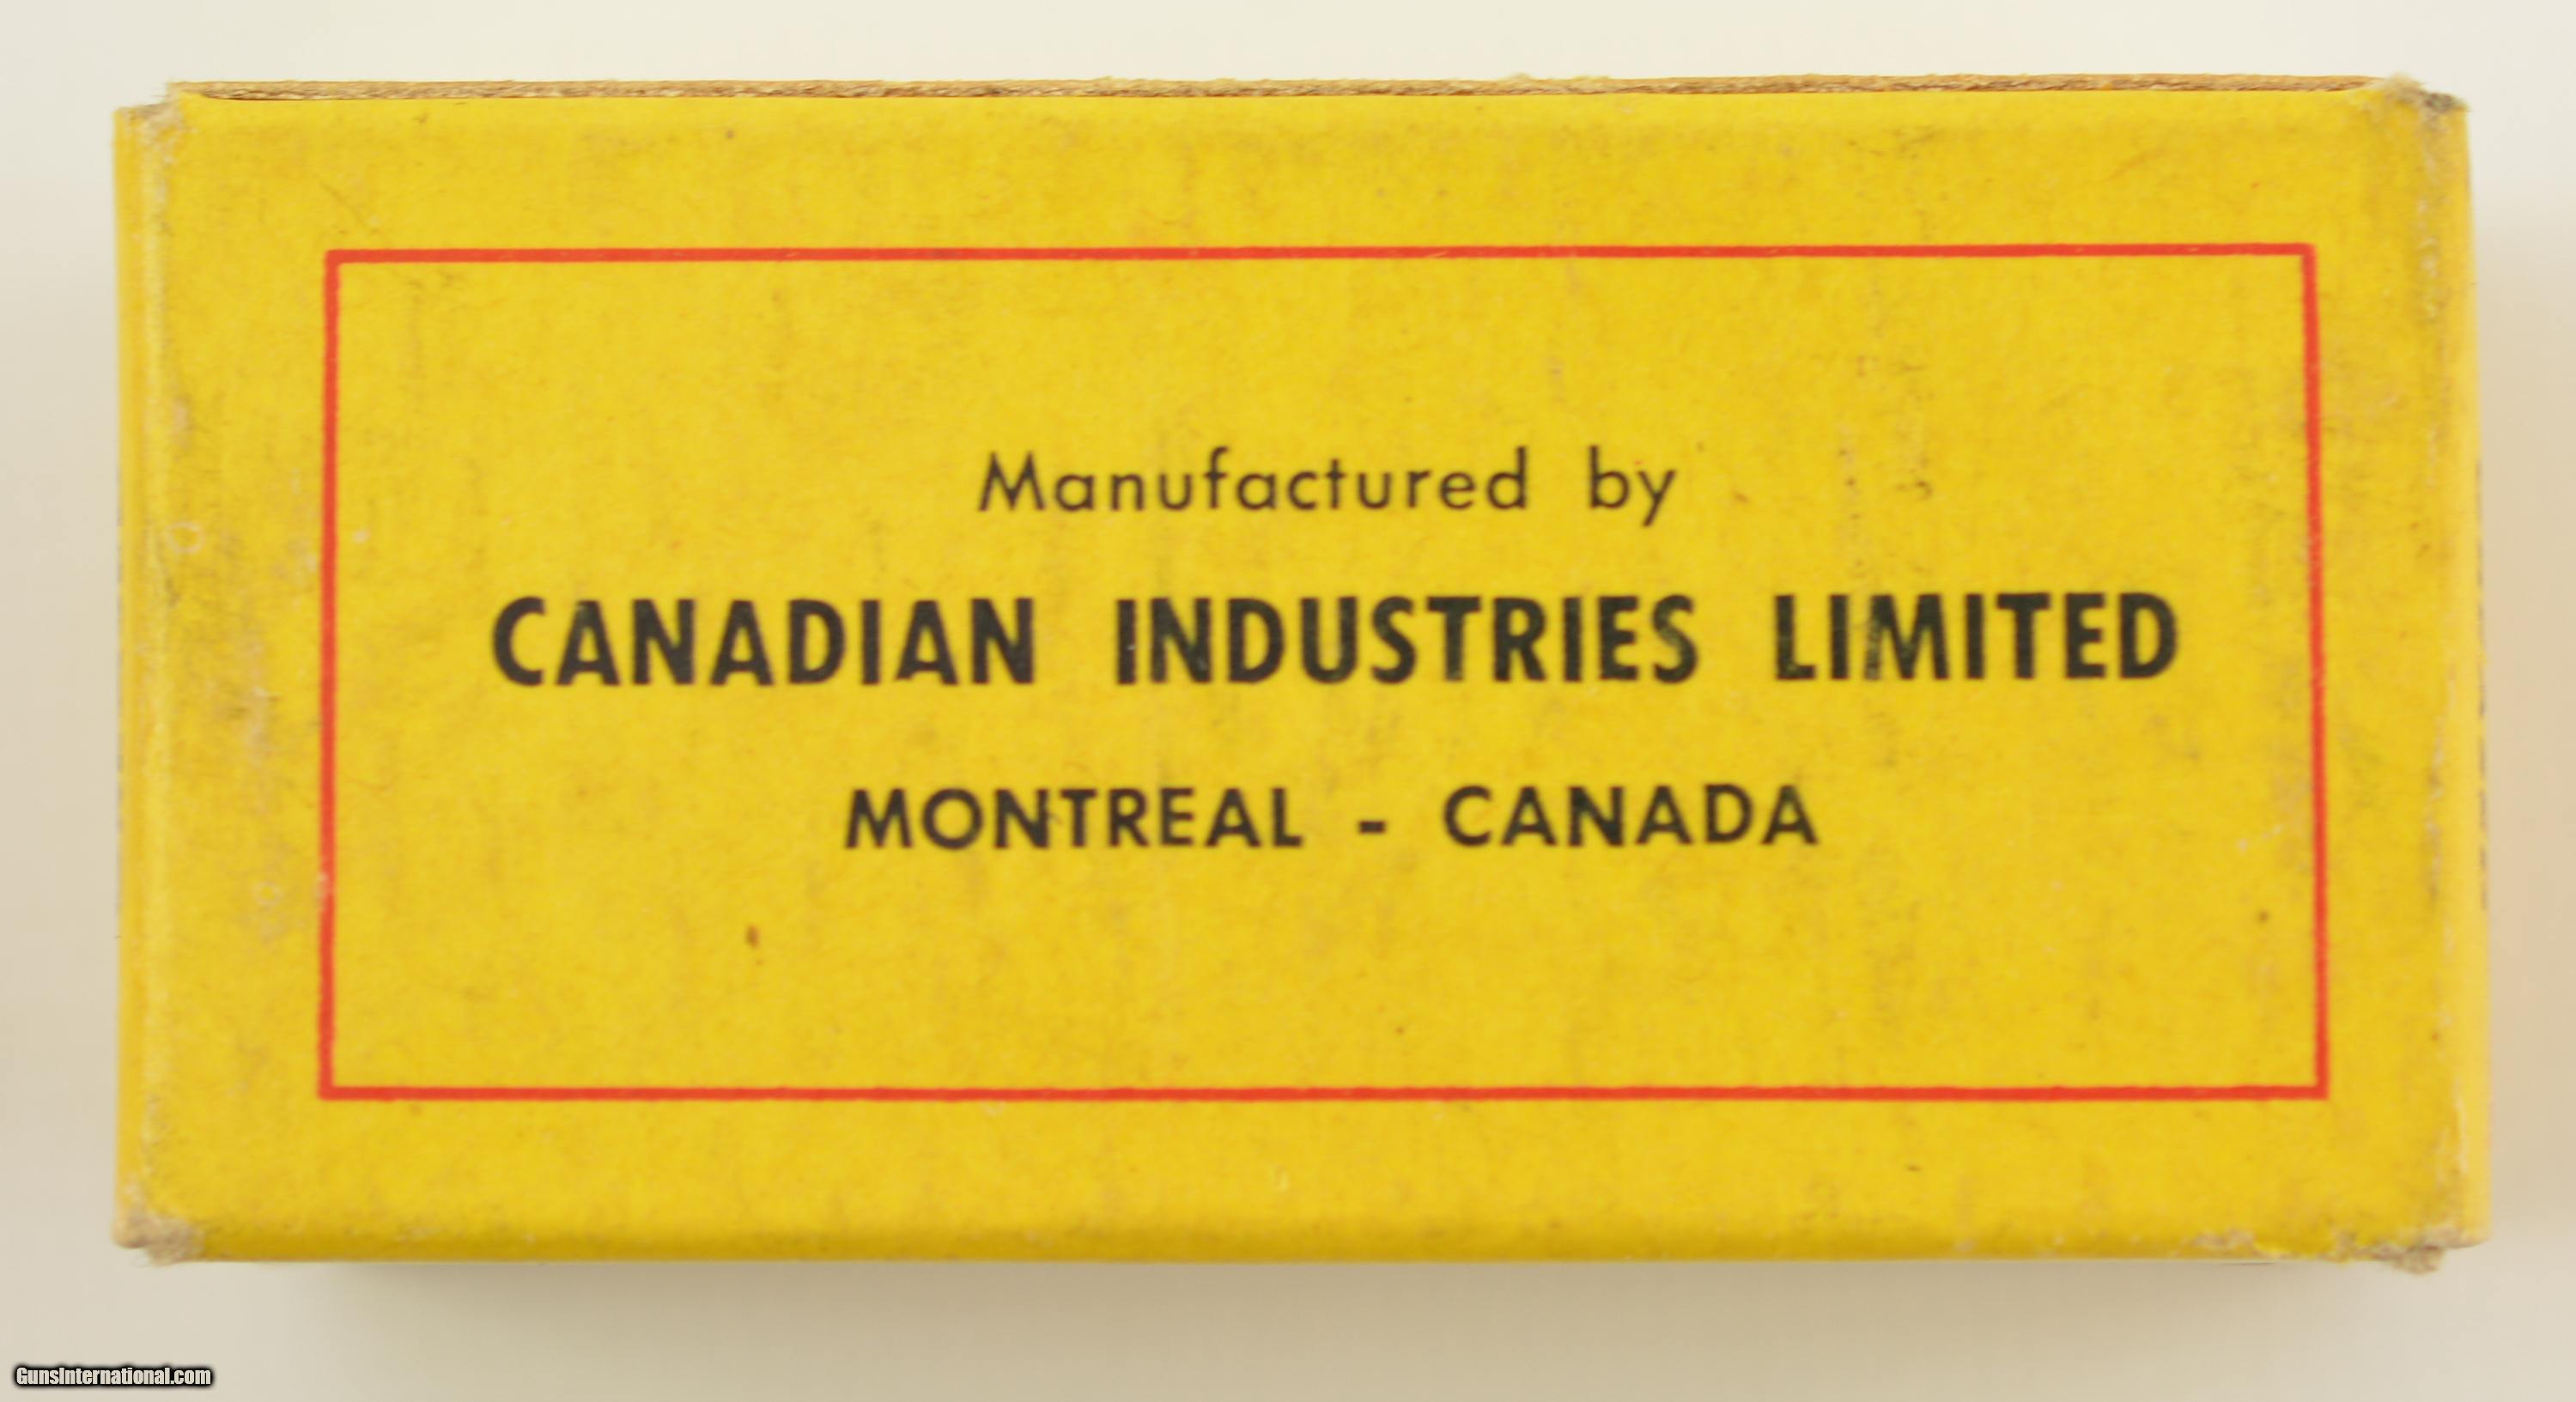 Manufactured by
CANADIAN INDUSTRIES LIMITED
MONTREAL - CANADA
GunsInternational.com